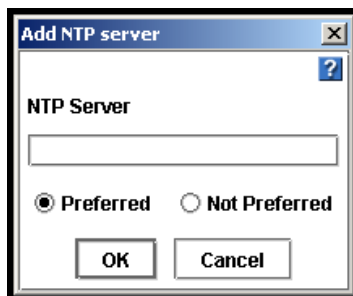 Add NTP server
?
NTP Server
Preferred Not Preferred
OK Cancel